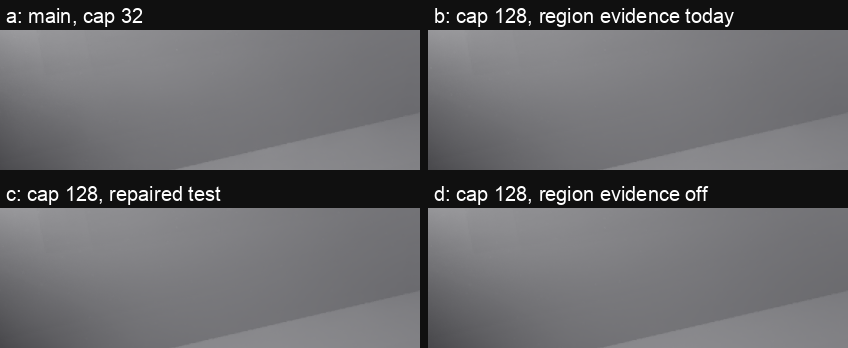 a: main, cap 32
b: cap 128, region evidence today
c: cap 128, repaired test
d: cap 128, region evidence off